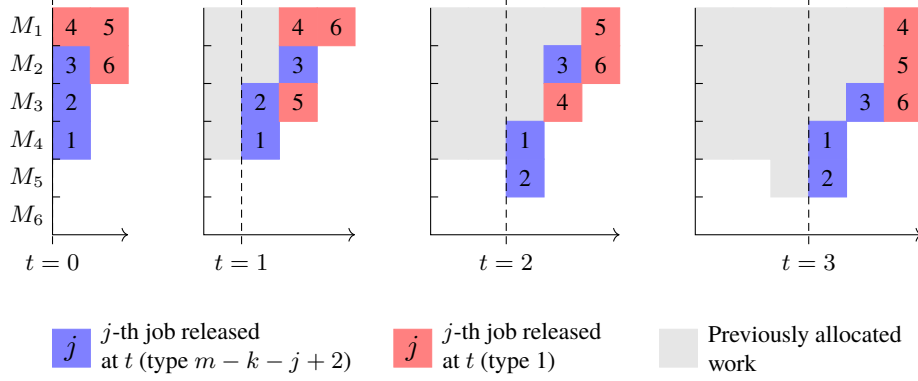 M₁ 4 5 4 6 5 4
M₂ 3 6 3 3 6 5
M₃ 2 2 5 4 3 6
M₄ 1 1 1 1
M₅ 2 2
M₆
t = 0 t = 1 t = 2 t = 3
j j-th job released
at t (type m − k − j + 2)
j j-th job released
at t (type 1)
Previously allocated
work